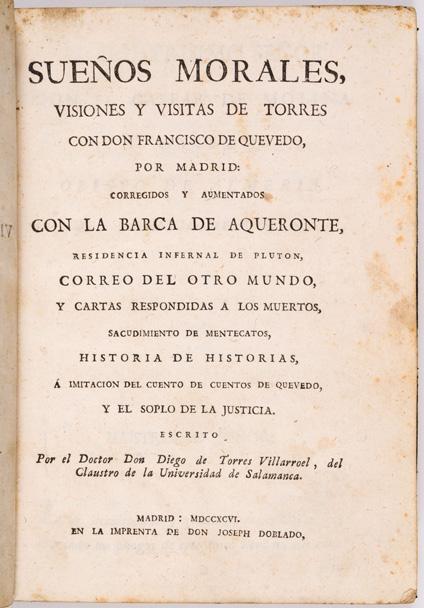 SUEÑOS MORALES,
VISIONES Y VISITAS DE TORRES
CON DON FRANCISCO DE QUEVEDO,
POR MADRID:
CORREGIDOS Y AUMENTADOS
CON LA BARCA DE AQUERONTE,
RESIDENCIA INFERNAL DE PLUTON,
CORREO DEL OTRO MUNDO,
Y CARTAS RESPONDIDAS A LOS MUERTOS,
SACUDIMIENTO DE MENTECATOS,
HISTORIA DE HISTORIAS,
Á IMITACION DEL CUENTO DE CUENTOS DE QUEVEDO,
Y EL SOPLO DE LA JUSTICIA.
ESCRITO
Por el Doctor Don Diego de Torres Villarroel, del
Claustro de la Universidad de Salamanca.
MADRID: MDCCXCVI.
EN LA IMPRENTA DE DON JOSEPH DOBLADO,